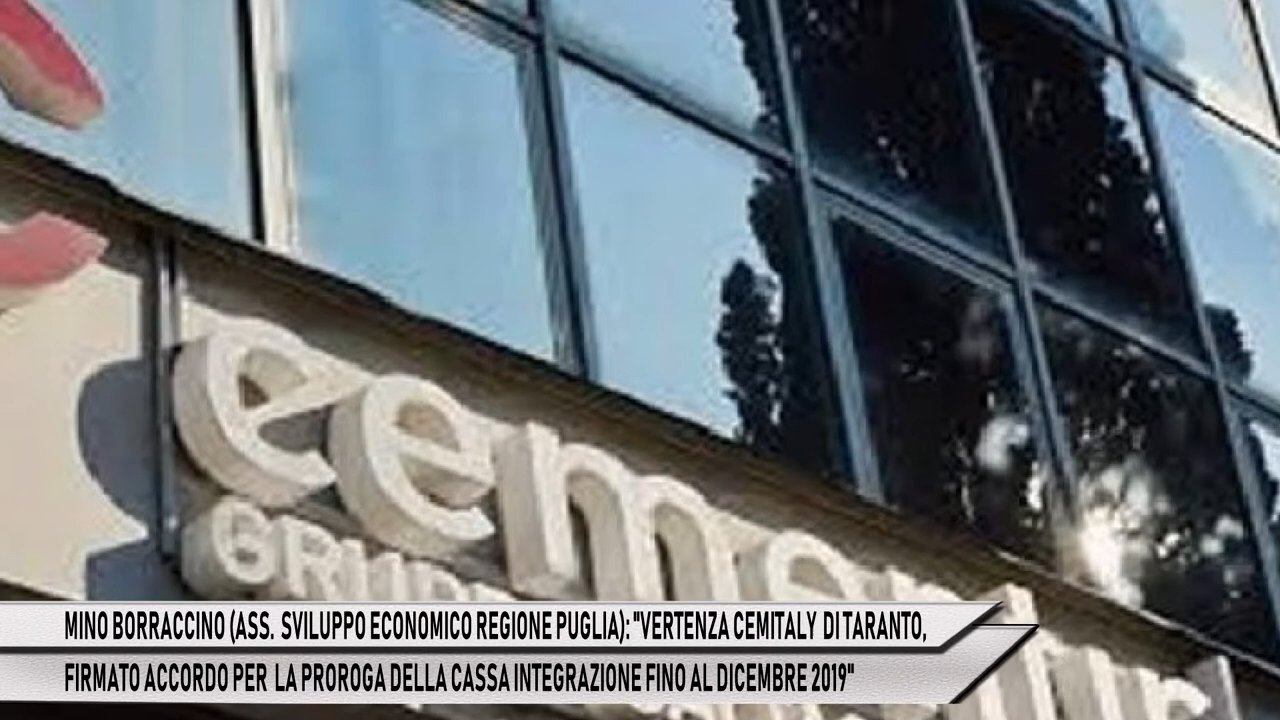 GRUPPO
MINO BORRACCINO (ASS. SVILUPPO ECONOMICO REGIONE PUGLIA): "VERTENZA CEMITALY DI TARANTO,
FIRMATO ACCORDO PER LA PROROGA DELLA CASSA INTEGRAZIONE FINO AL DICEMBRE 2019"